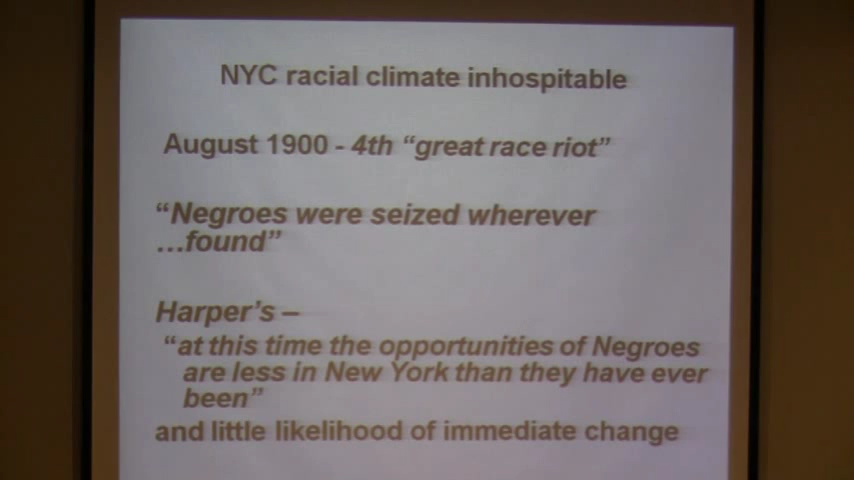 NYC racial climate inhospitable
August 1900 - 4th “great race riot”
“Negroes were seized wherever
…found”
Harper’s –
“at this time the opportunities of Negroes
are less in New York than they have ever
been”
and little likelihood of immediate change